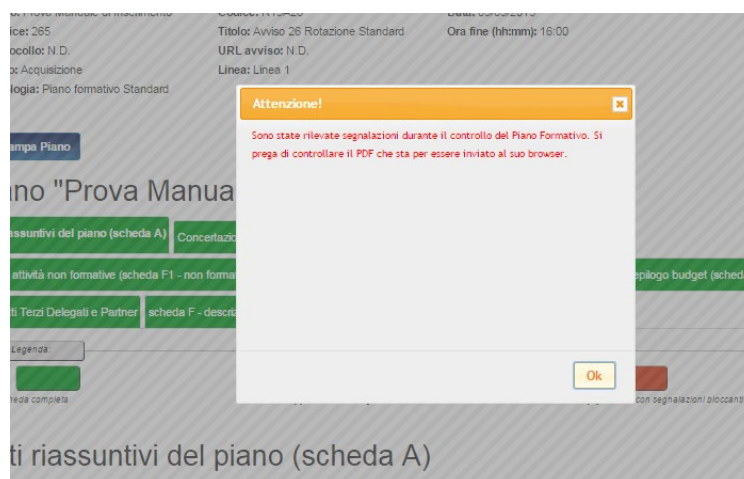 ice: 265
Titolo: Avviso 26 Rotazione Standard
Ora fine (hh:mm): 16:00
ocollo: N.D.
URL avviso: N.D.
o: Acquisizione
Linea: Linea 1
logia: Piano formativo Standard
Attenzione!
Sono state rilevate segnalazioni durante il controllo del Piano Formativo. Si
prega di controllare il PDF che sta per essere inviato al suo browser.
ampa Piano
ano "Prova Manua
assuntivi del piano (scheda A)
Concertazio
attività non formative (scheda F1 - non forma
epilogo budget (scheda
ti Terzi Delegati e Partner
scheda F - descriz
Legenda:
Ok
heda completa
con segnalazioni bloccanti
ti riassuntivi del piano (scheda A)